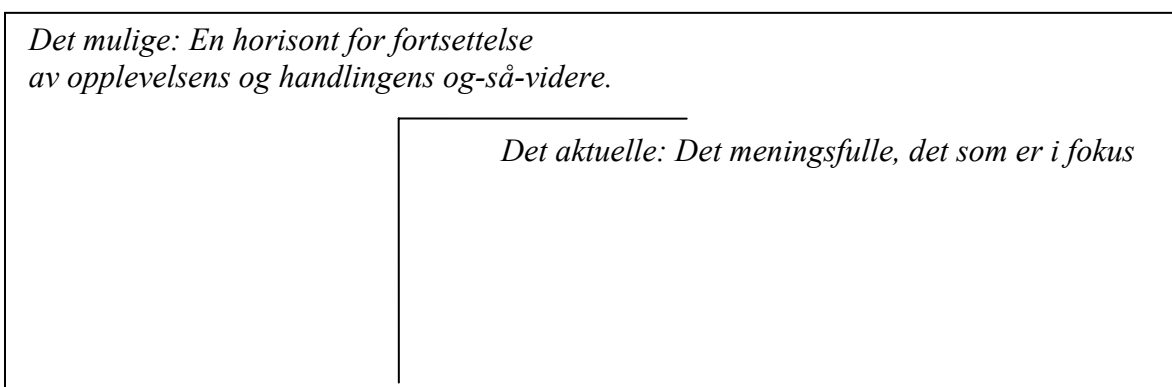 Det mulige: En horisont for fortsettelse
av opplevelsens og handlingens og-så-videre.
Det aktuelle: Det meningsfulle, det som er i fokus